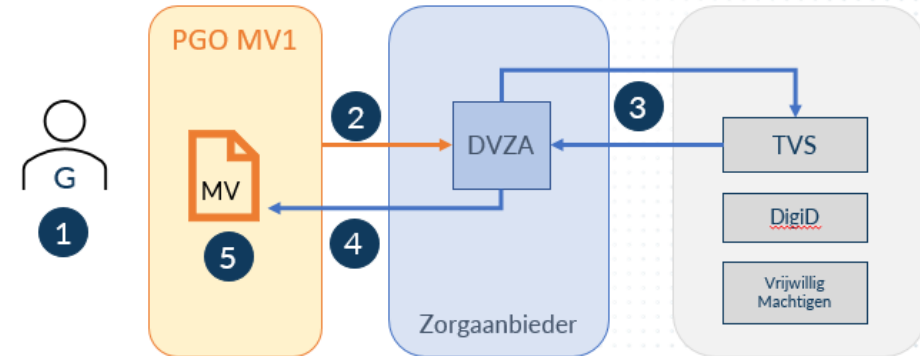 PGO MV1
G
1
MV
5
2
4
DVZA
Zorgaanbieder
3
TVS
DigiD
Vrijwillig
Machtigen